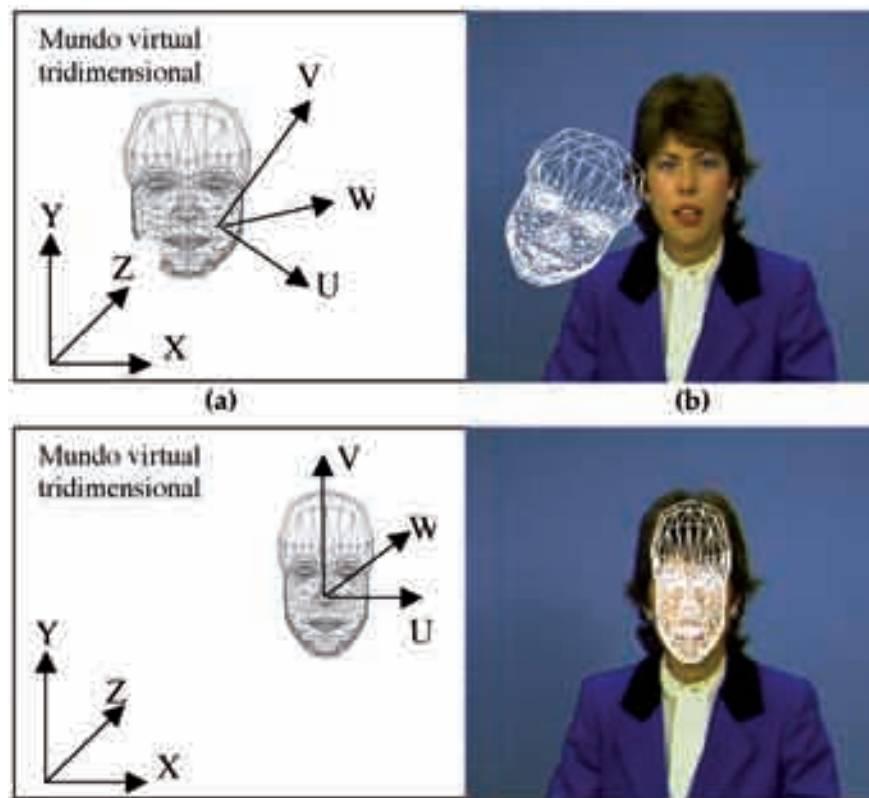 Mundo virtual
tridimensional
V
W
Y
Z
U
X
(a)
(b)
Mundo virtual
tridimensional
V
W
U
Y
Z
X